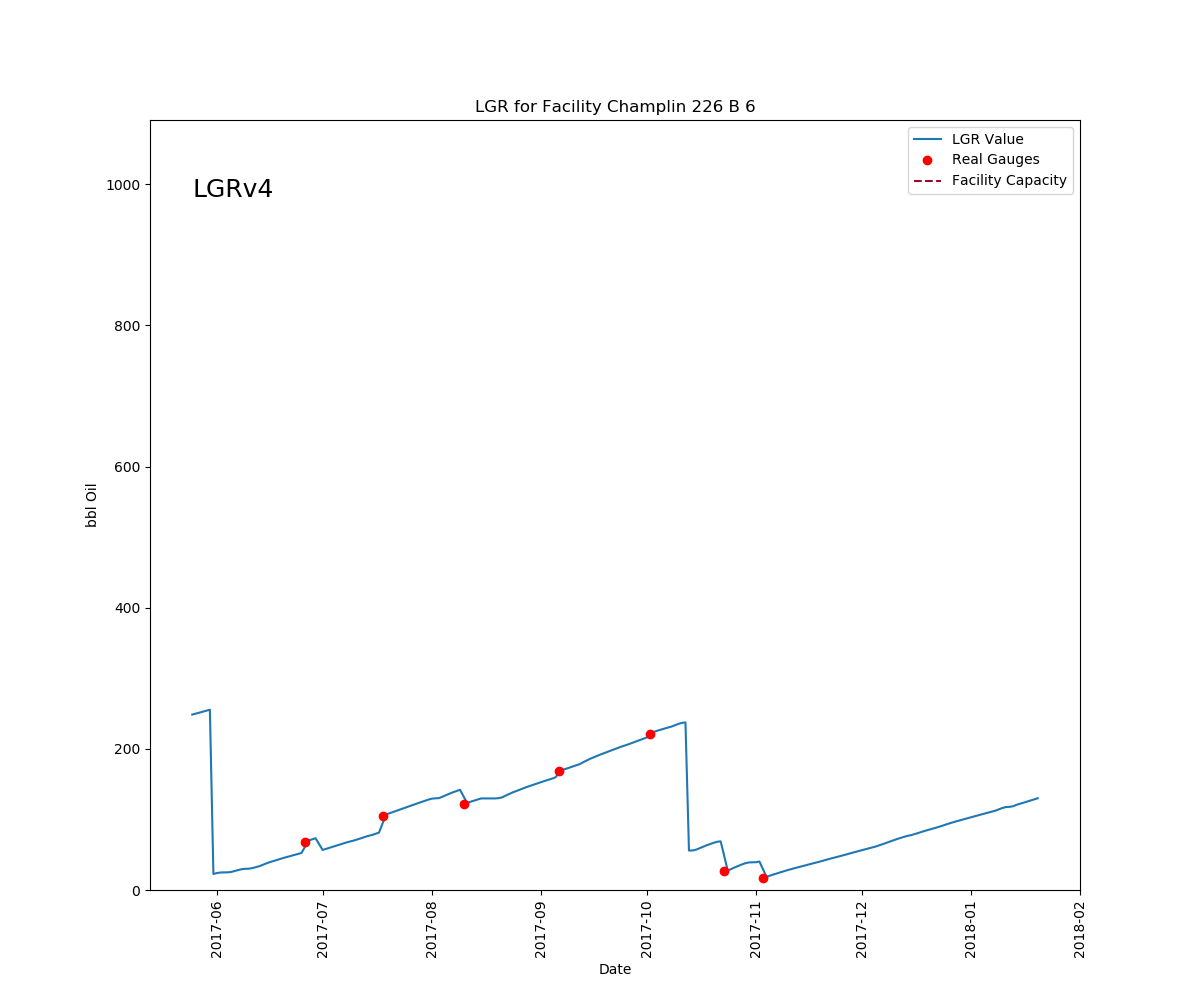 LGR for Facility Champlin 226 B 6
LGRv4
LGR Value
Real Gauges
Facility Capacity
1000
800
600
400
200
0
bbl Oil
2017-06
2017-07
2017-08
2017-09
2017-10
2017-11
2017-12
2018-01
2018-02
Date